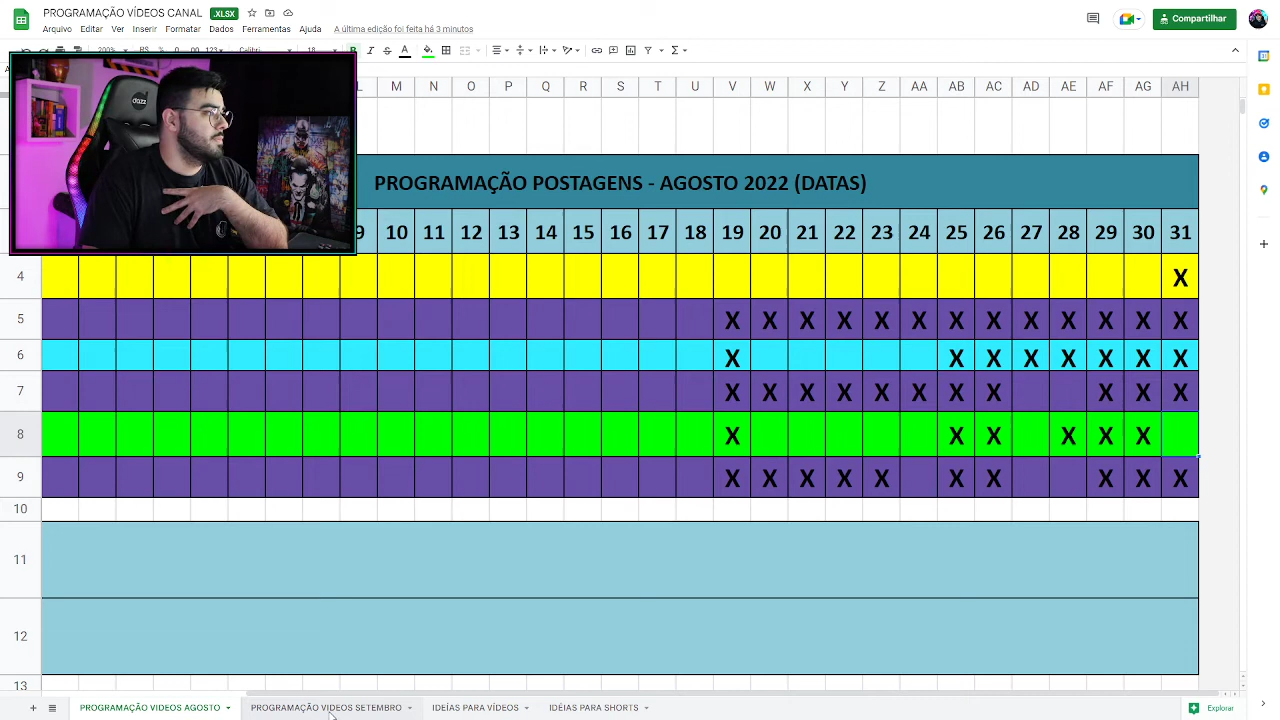 PROGRAMAÇÃO VÍDEOS CANAL .XLSX
Arquivo Editar Ver Inserir Formatar Dados Ferramentas Ajuda A última edição foi feita há 3 minutos
Compartilhar
dazz
L M N O P Q R S T U V W X Y Z AA AB AC AD AE AF AG AH
PROGRAMAÇÃO POSTAGENS - AGOSTO 2022 (DATAS)
9 10 11 12 13 14 15 16 17 18 19 20 21 22 23 24 25 26 27 28 29 30 31
4 X
5 X X X X X X X X X X X X X
6 X X X X X X X X
7 X X X X X X X X X X X
8 X X X X X X
9 X X X X X X X X X X
10
11
12
13
PROGRAMAÇÃO VIDEOS AGOSTO PROGRAMAÇÃO VIDEOS SETEMBRO IDEÍAS PARA VÍDEOS IDÉIAS PARA SHORTS Explorar